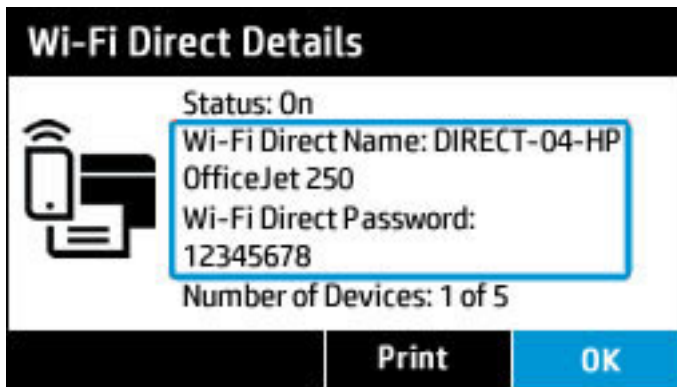 Wi-Fi Direct Details
Status: On
Wi-Fi Direct Name: DIRECT-04-HP
OfficeJet 250
Wi-Fi Direct Password:
12345678
Number of Devices: 1 of 5
Print
OK